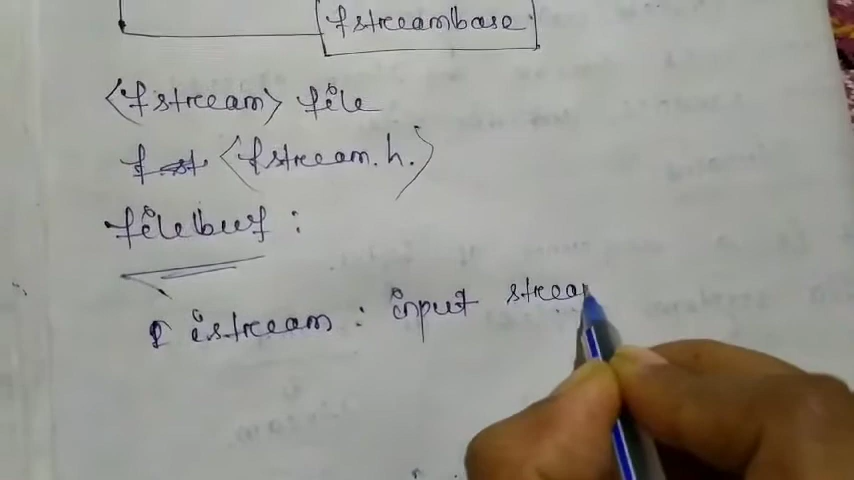 fstreambase
<fstream> file
<fstream.h.>
filebuf :
istream : input strea